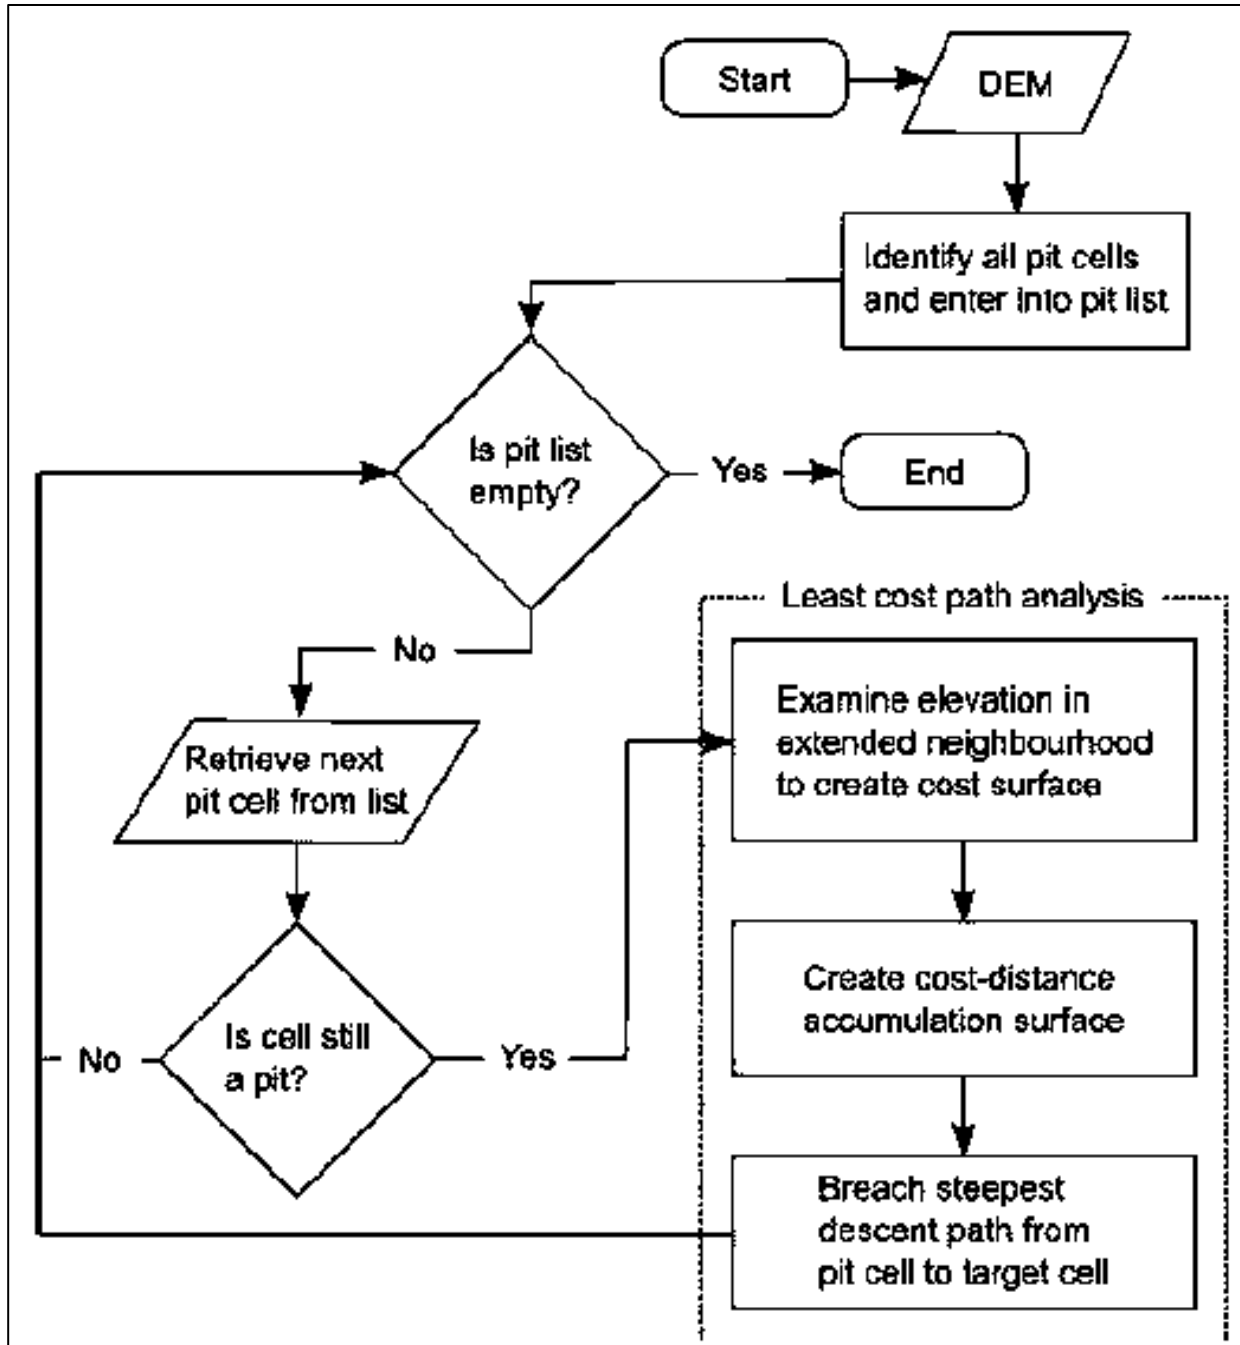 Start
DEM
Identify all pit cells
and enter into pit list
Is pit list
empty?
Yes
End
No
Least cost path analysis
Retrieve next
pit cell from list
Examine elevation in
extended neighbourhood
to create cost surface
Is cell still
a pit?
No
Yes
Create cost-distance
accumulation surface
Breach steepest
descent path from
pit cell to target cell